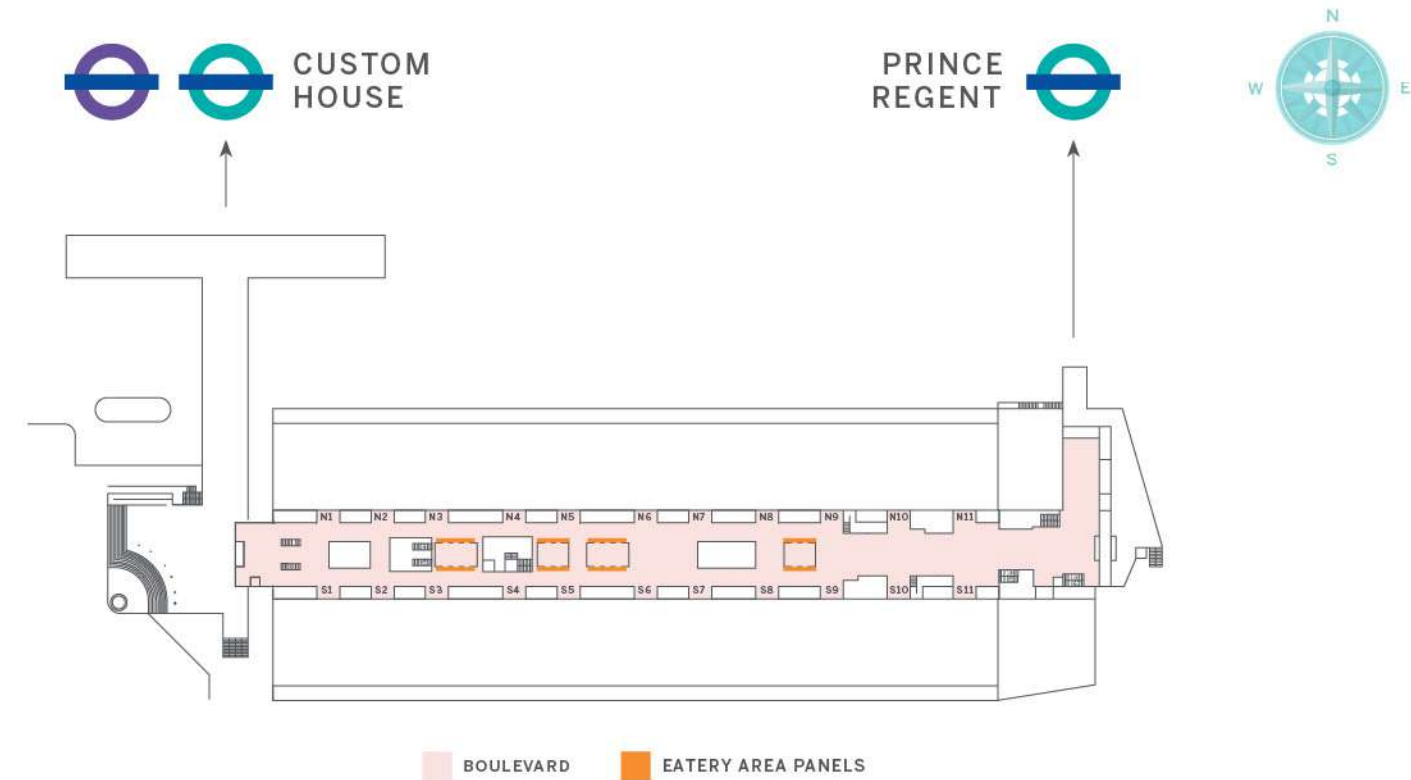 CUSTOM
HOUSE
PRINCE
REGENT
N
W
E
S
N1 N2 N3 N4 N5 N6 N7 N8 N9 N10 N11
S1 S2 S3 S4 S5 S6 S7 S8 S9 S10 S11
BOULEVARD
EATERY AREA PANELS